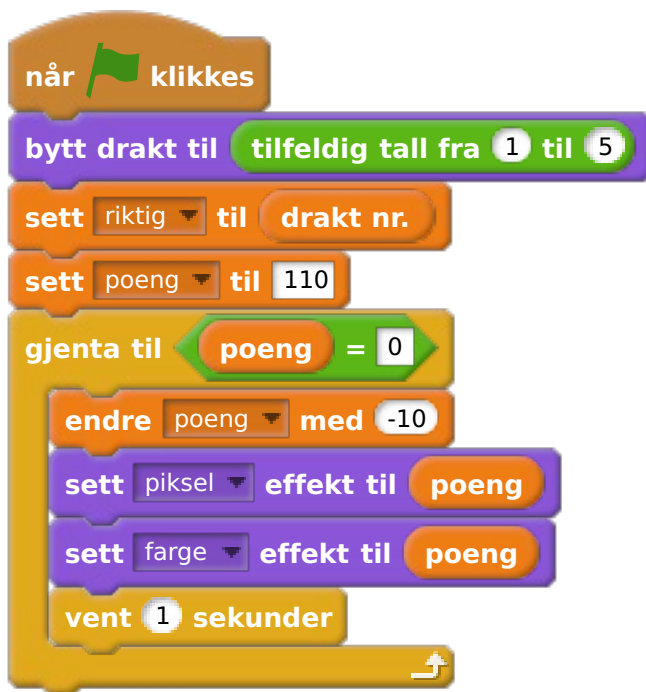 når klikkes
bytt drakt til tilfeldig tall fra 1 til 5
sett riktig til drakt nr.
sett poeng til 110
gjenta til poeng = 0
endre poeng med -10
sett piksel effekt til poeng
sett farge effekt til poeng
vent 1 sekunder